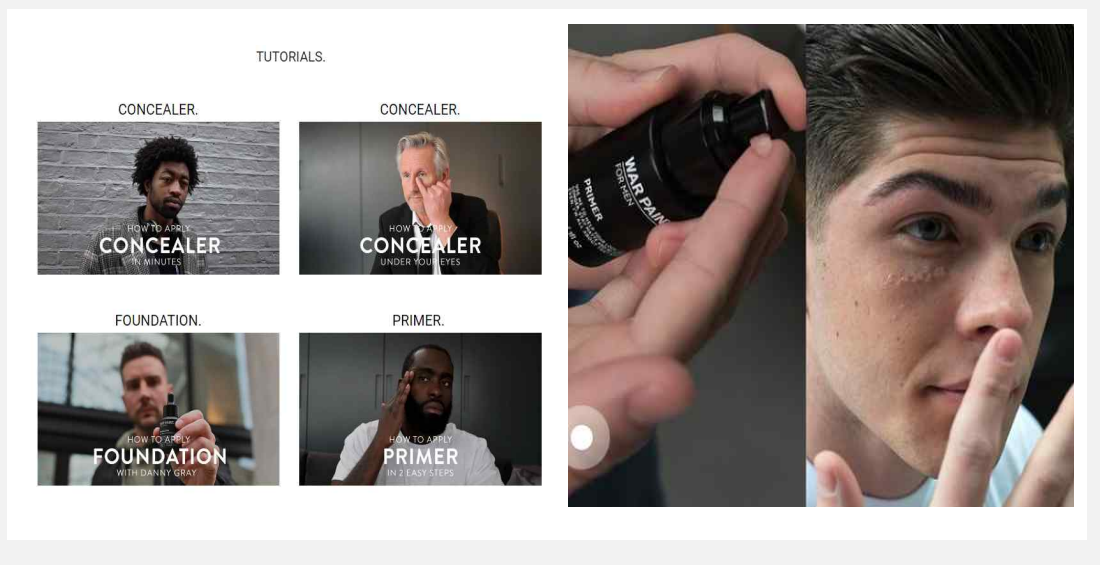 TUTORIALS.
CONCEALER.
CONCEALER.
HOW TO APPLY
CONCEALER
IN MINUTES
HOW TO APPLY
CONCEALER
UNDER YOUR EYES
FOUNDATION.
PRIMER.
HOW TO APPLY
FOUNDATION
WITH DANNY GRAY
HOW TO APPLY
PRIMER
IN 2 EASY STEPS
WAR PAIN
FOR MEN
PRIMER